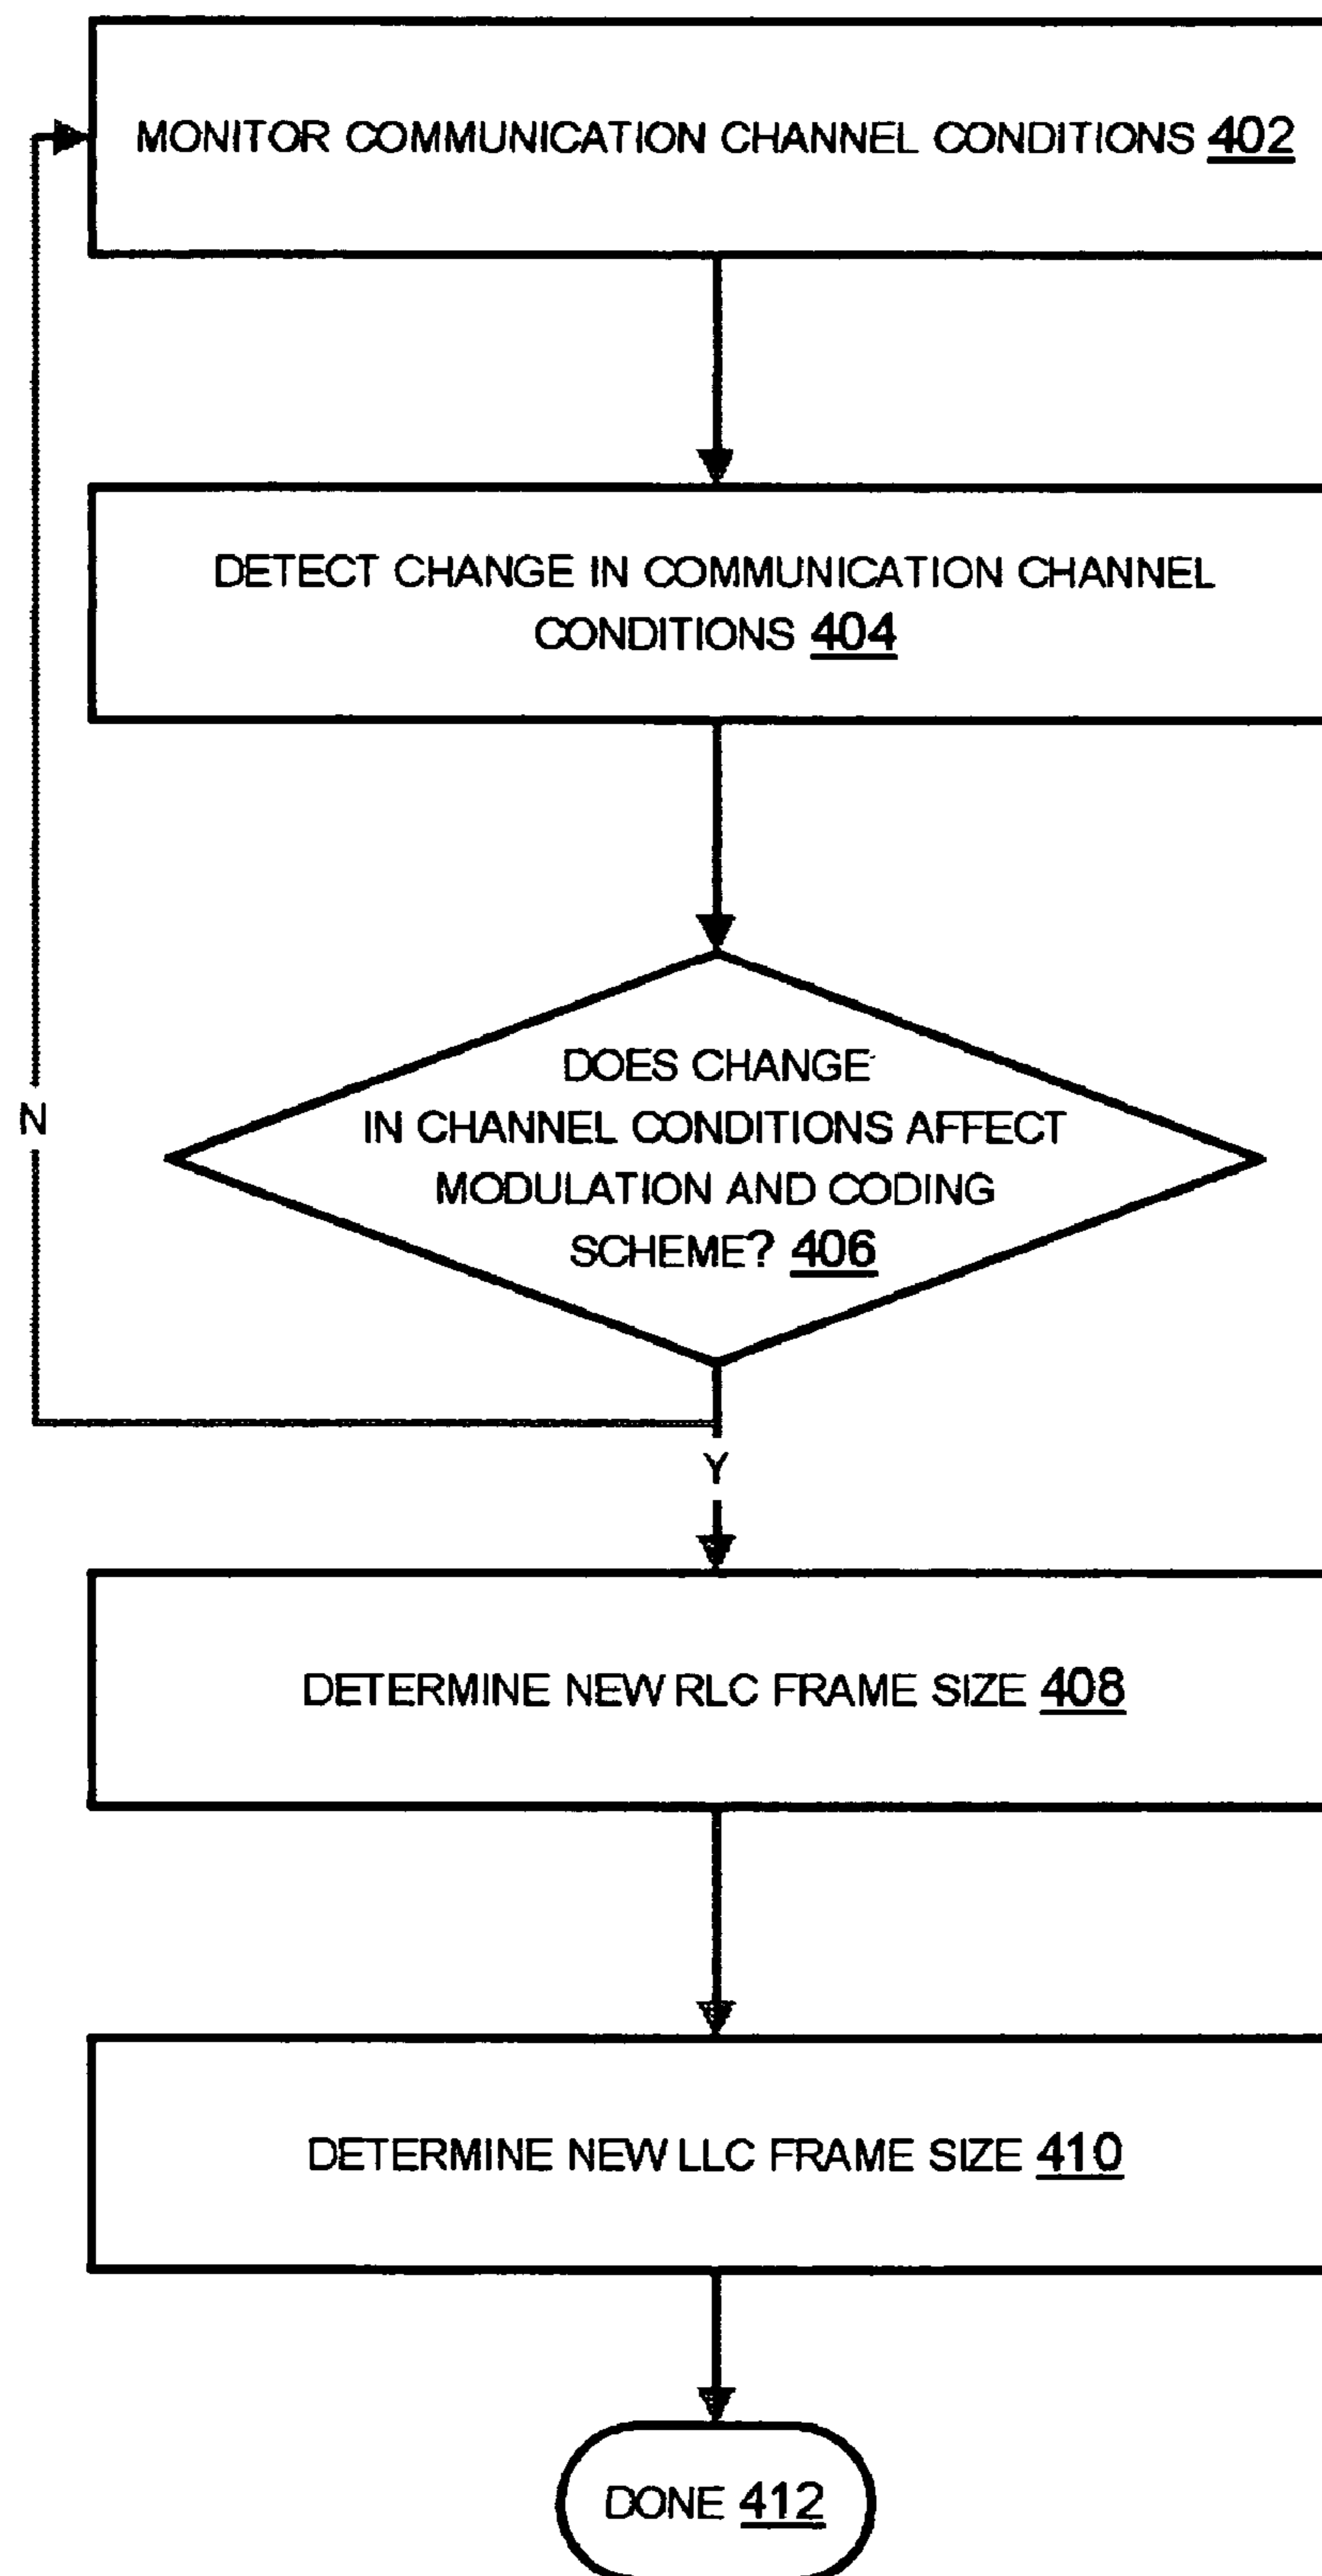 MONITOR COMMUNICATION CHANNEL CONDITIONS 402
DETECT CHANGE IN COMMUNICATION CHANNEL
CONDITIONS 404
DOES CHANGE
IN CHANNEL CONDITIONS AFFECT
MODULATION AND CODING
SCHEME? 406
N
Y
DETERMINE NEW RLC FRAME SIZE 408
DETERMINE NEW LLC FRAME SIZE 410
DONE 412